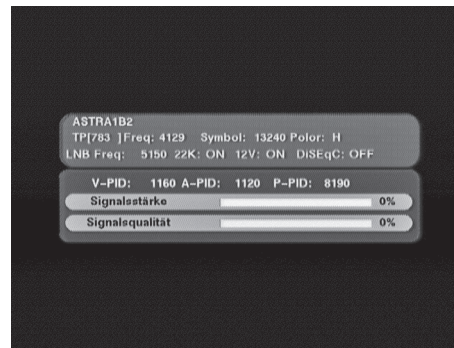 ASTRA1B2
TP[783 ]Freq: 4129 Symbol: 13240 Polor: H
LNB Freq: 5150 22K: ON 12V: ON DiSEqC: OFF
V-PID: 1160 A-PID: 1120 P-PID: 8190
Signalsstärke 0%
Signalsqualität 0%